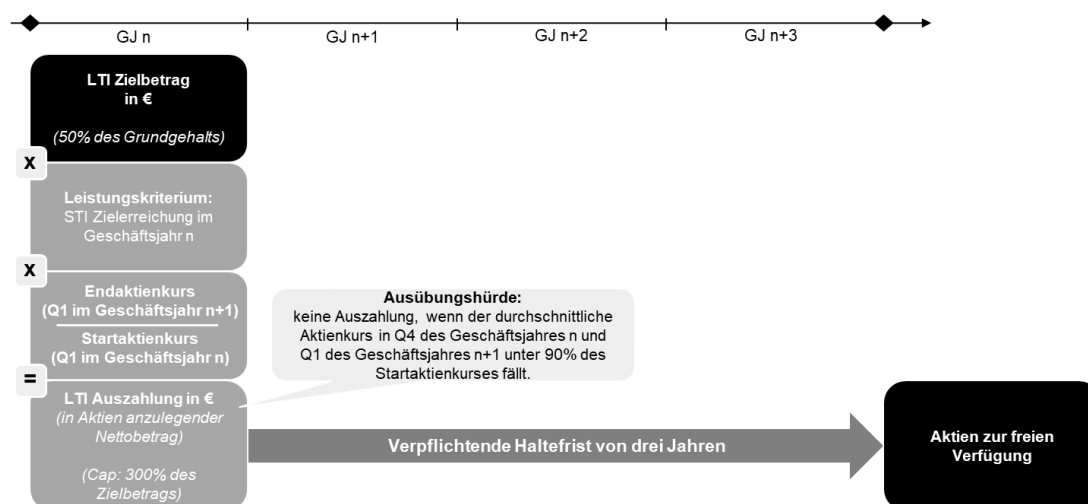 GJ n
GJ n+1
GJ n+2
GJ n+3
LTI Zielbetrag
in €
(50% des Grundgehalts)
X
Leistungskriterium:
STI Zielerreichung im
Geschäftsjahr n
X
Endaktienkurs
(Q1 im Geschäftsjahr n+1)
Startaktienkurs
(Q1 im Geschäftsjahr n)
Ausübungshürde:
keine Auszahlung, wenn der durchschnittliche
Aktienkurs in Q4 des Geschäftsjahres n und
Q1 des Geschäftsjahres n+1 unter 90% des
Startaktienkurses fällt.
=
LTI Auszahlung in €
(in Aktien anzulegender
Nettobetrag)
(Cap: 300% des
Zielbetrags)
Verpflichtende Haltefrist von drei Jahren
Aktien zur freien
Verfügung